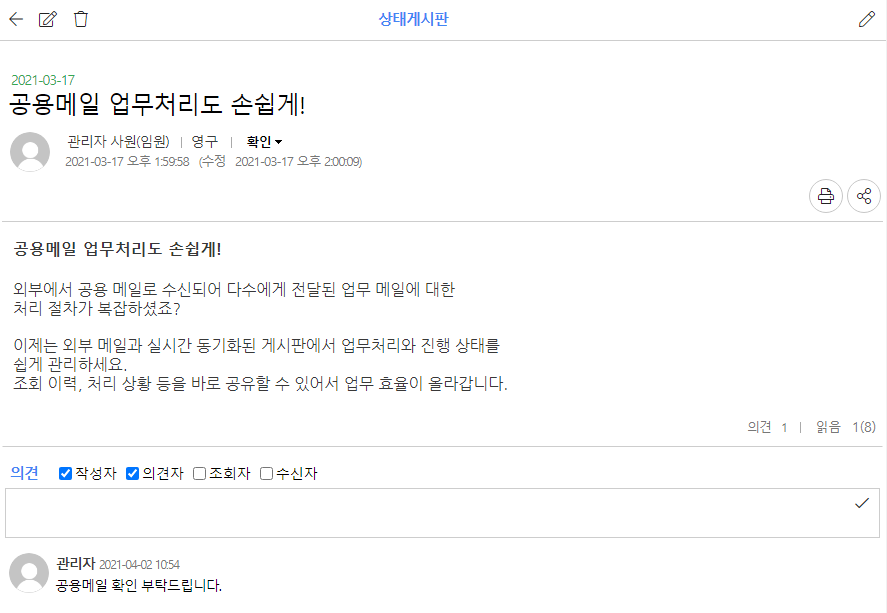 상태게시판
2021-03-17
공용메일 업무처리도 손쉽게!
관리자 사원(임원) | 영구 | 확인
2021-03-17 오후 1:59:58 (수정 2021-03-17 오후 2:00:09)
공용메일 업무처리도 손쉽게!
외부에서 공용 메일로 수신되어 다수에게 전달된 업무 메일에 대한
처리 절차가 복잡하셨죠?
이제는 외부 메일과 실시간 동기화된 게시판에서 업무처리와 진행 상태를
쉽게 관리하세요.
조회 이력, 처리 상황 등을 바로 공유할 수 있어서 업무 효율이 올라갑니다.
의견 1 | 읽음 1(8)
의견 작성자 의견자 조회자 수신자
관리자 2021-04-02 10:54
공용메일 확인 부탁드립니다.